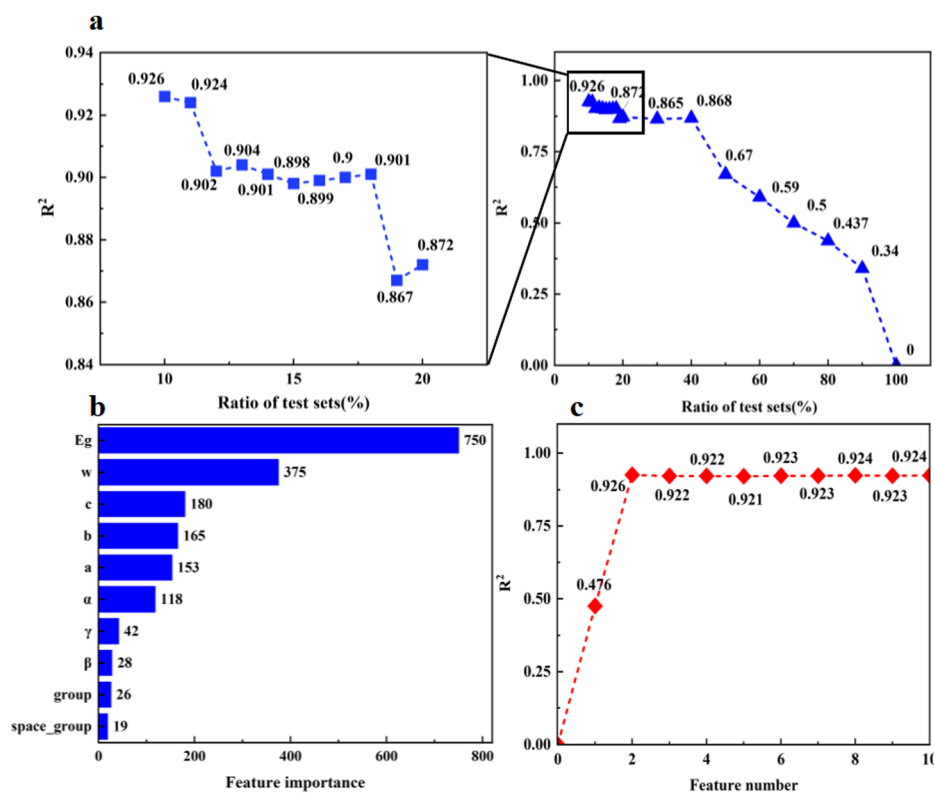 a
0.94
0.92
0.90
0.88
0.86
0.84
R²
0.926
0.924
0.902
0.904
0.901
0.898
0.899
0.9
0.901
0.867
0.872
10
15
20
Ratio of test sets(%)
1.00
0.75
0.50
0.25
0.00
R²
0.926
0.872
0.865
0.868
0.67
0.59
0.5
0.437
0.34
0
0 20 40 60 80 100
Ratio of test sets(%)
b
Eg 750
w 375
c 180
b 165
a 153
α 118
γ 42
β 28
group 26
space_group 19
0 200 400 600 800
Feature importance
c
1.00
0.75
0.50
0.25
0.00
R²
0.476
0.926
0.922
0.922
0.921
0.923
0.923
0.924
0.923
0.924
0 2 4 6 8 10
Feature number